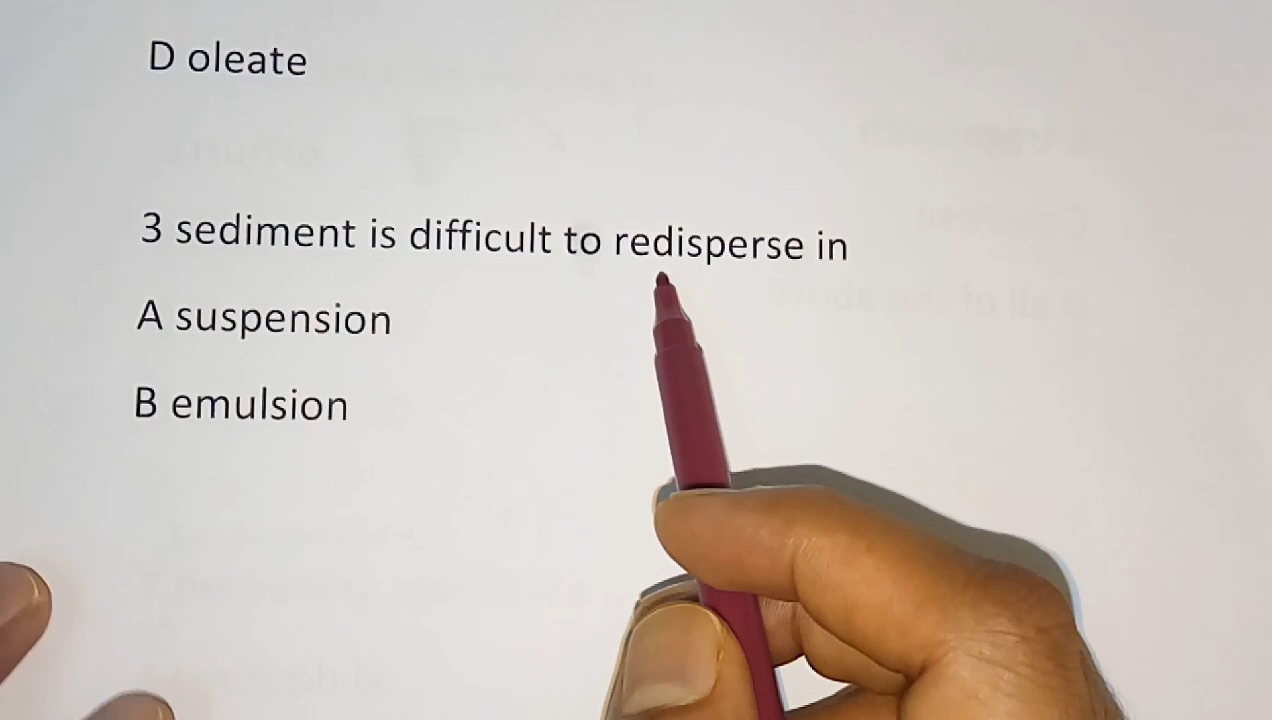 D oleate
3 sediment is difficult to redisperse in
A suspension
B emulsion